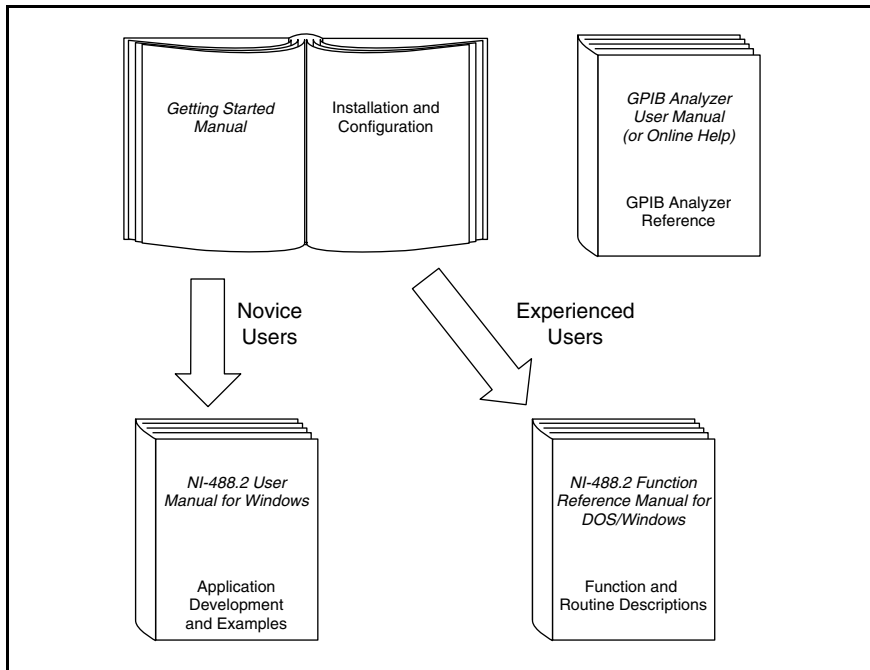 Getting Started
Manual
Installation and
Configuration
GPIB Analyzer
User Manual
(or Online Help)
GPIB Analyzer
Reference
Novice
Users
Experienced
Users
NI-488.2 User
Manual for Windows
Application
Development
and Examples
NI-488.2 Function
Reference Manual for
DOS/Windows
Function and
Routine Descriptions